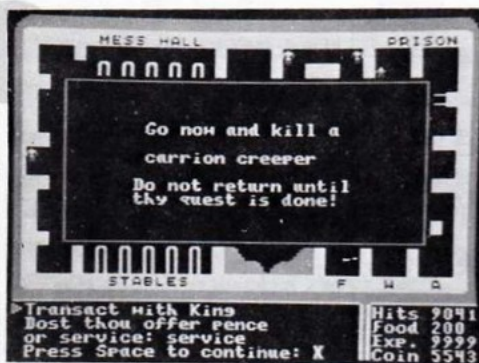 MESS HALL
PRISON
Go now and kill a
carrion creeper
Do not return until
thy quest is done!
STABLES
F W A
Transact with King
Dost thou offer pence
or service: service
Press Space to continue: X
Hits 9041
Food 200
Exp. 9999
Coin 5543